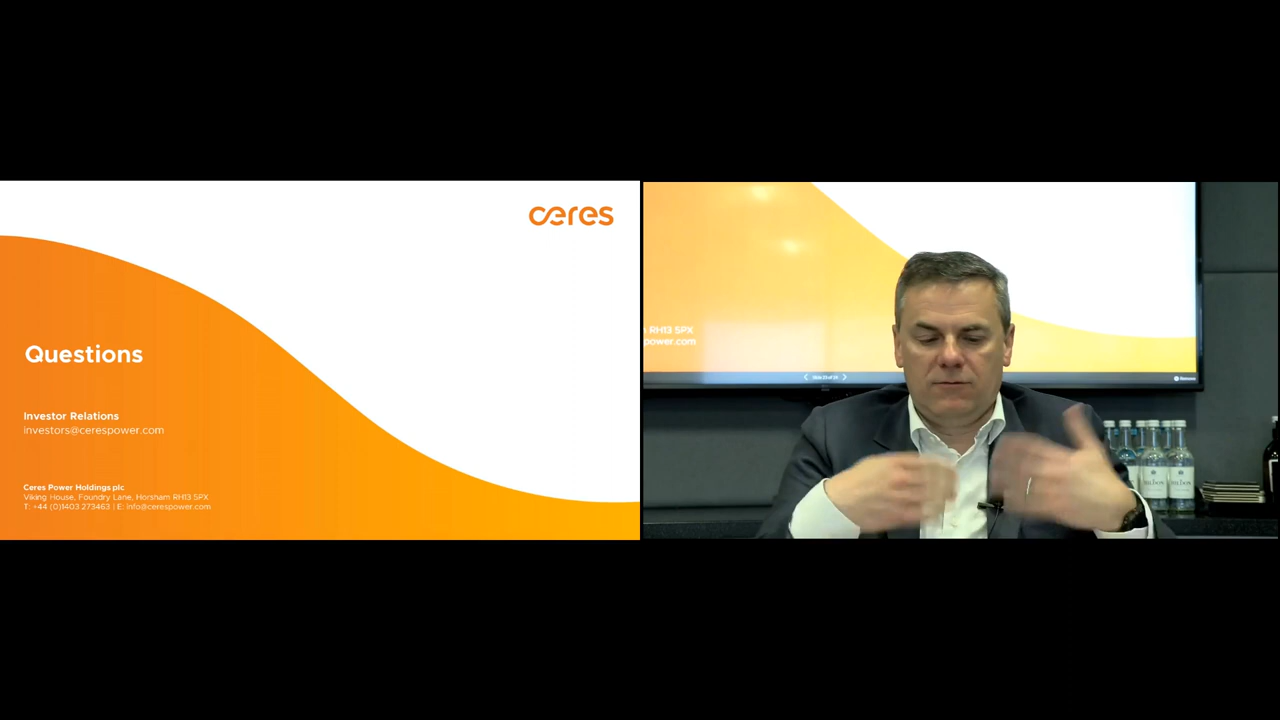 ceres
Questions
Investor Relations
investors@cerespower.com
Ceres Power Holdings plc
Viking House, Foundry Lane, Horsham RH13 5PX
T: +44 (0)1403 273463 | E: info@cerespower.com
RH13 5PX
power.com